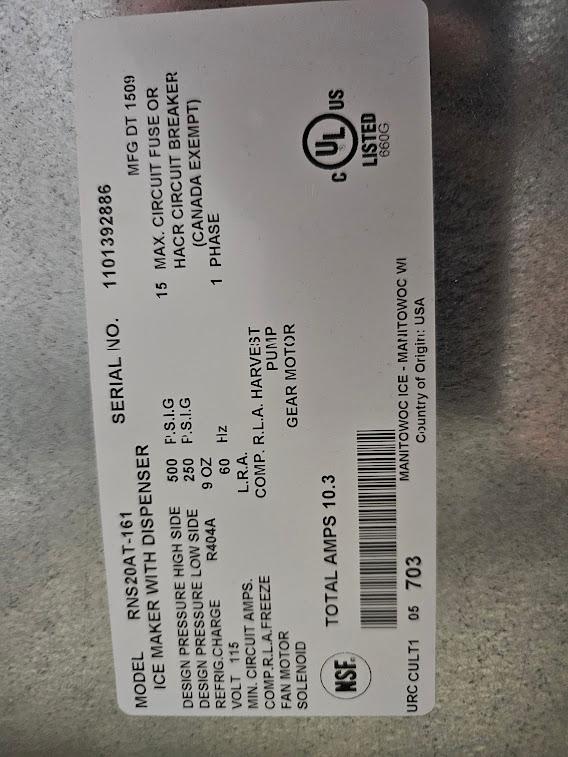 MODEL RNS20AT-161 SERIAL NO. 1101392886
ICE MAKER WITH DISPENSER MFG DT 1509
DESIGN PRESSURE HIGH SIDE 500 P.S.I.G 15 MAX. CIRCUIT FUSE OR
DESIGN PRESSURE LOW SIDE 250 P.S.I.G HACR CIRCUIT BREAKER
REFRIG.CHARGE R404A 9 OZ (CANADA EXEMPT)
VOLT 115 60 Hz 1 PHASE
MIN. CIRCUIT AMPS. L.R.A.
COMP.R.L.A.FREEZE COMP. R.L.A. HARVEST
FAN MOTOR PUMP
SOLENOID GEAR MOTOR
TOTAL AMPS 10.3
NSF.
C UL US
LISTED
660G
MANITOWOC ICE - MANITOWOC WI
URC CULT1 05 703 Country of Origin: USA